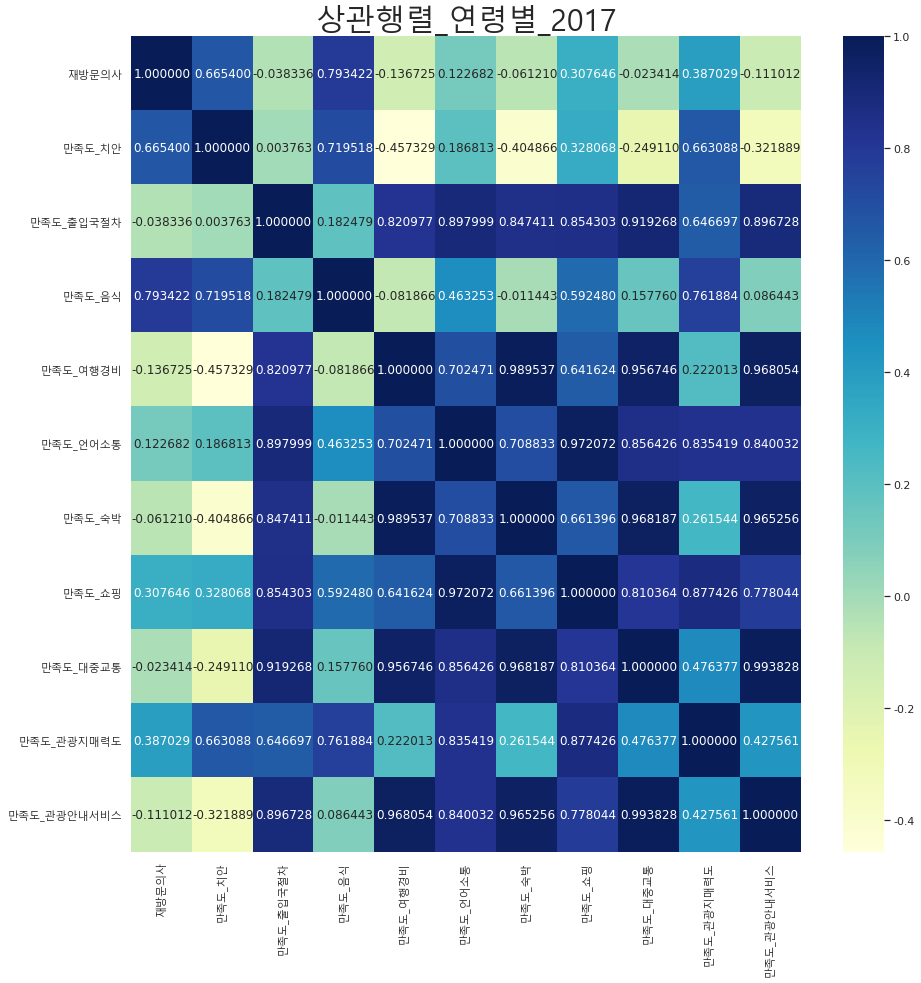 상관행렬_연령별_2017
재방문의사 1.000000 0.665400 -0.038336 0.793422 -0.136725 0.122682 -0.061210 0.307646 -0.023414 0.387029 -0.111012
만족도_치안 0.665400 1.000000 0.003763 0.719518 -0.457329 0.186813 -0.404866 0.328068 -0.249110 0.663088 -0.321889
만족도_출입국절차 -0.038336 0.003763 1.000000 0.182479 0.820977 0.897999 0.847411 0.854303 0.919268 0.646697 0.896728
만족도_음식 0.793422 0.719518 0.182479 1.000000 -0.081866 0.463253 -0.011443 0.592480 0.157760 0.761884 0.086443
만족도_여행경비 -0.136725 -0.457329 0.820977 -0.081866 1.000000 0.702471 0.989537 0.641624 0.956746 0.222013 0.968054
만족도_언어소통 0.122682 0.186813 0.897999 0.463253 0.702471 1.000000 0.708833 0.972072 0.856426 0.835419 0.840032
만족도_숙박 -0.061210 -0.404866 0.847411 -0.011443 0.989537 0.708833 1.000000 0.661396 0.968187 0.261544 0.965256
만족도_쇼핑 0.307646 0.328068 0.854303 0.592480 0.641624 0.972072 0.661396 1.000000 0.810364 0.877426 0.778044
만족도_대중교통 -0.023414 -0.249110 0.919268 0.157760 0.956746 0.856426 0.968187 0.810364 1.000000 0.476377 0.993828
만족도_관광지매력도 0.387029 0.663088 0.646697 0.761884 0.222013 0.835419 0.261544 0.877426 0.476377 1.000000 0.427561
만족도_관광안내서비스 -0.111012 -0.321889 0.896728 0.086443 0.968054 0.840032 0.965256 0.778044 0.993828 0.427561 1.000000
재방문의사
만족도_치안
만족도_출입국절차
만족도_음식
만족도_여행경비
만족도_언어소통
만족도_숙박
만족도_쇼핑
만족도_대중교통
만족도_관광지매력도
만족도_관광안내서비스
1.0
0.8
0.6
0.4
0.2
0.0
-0.2
-0.4